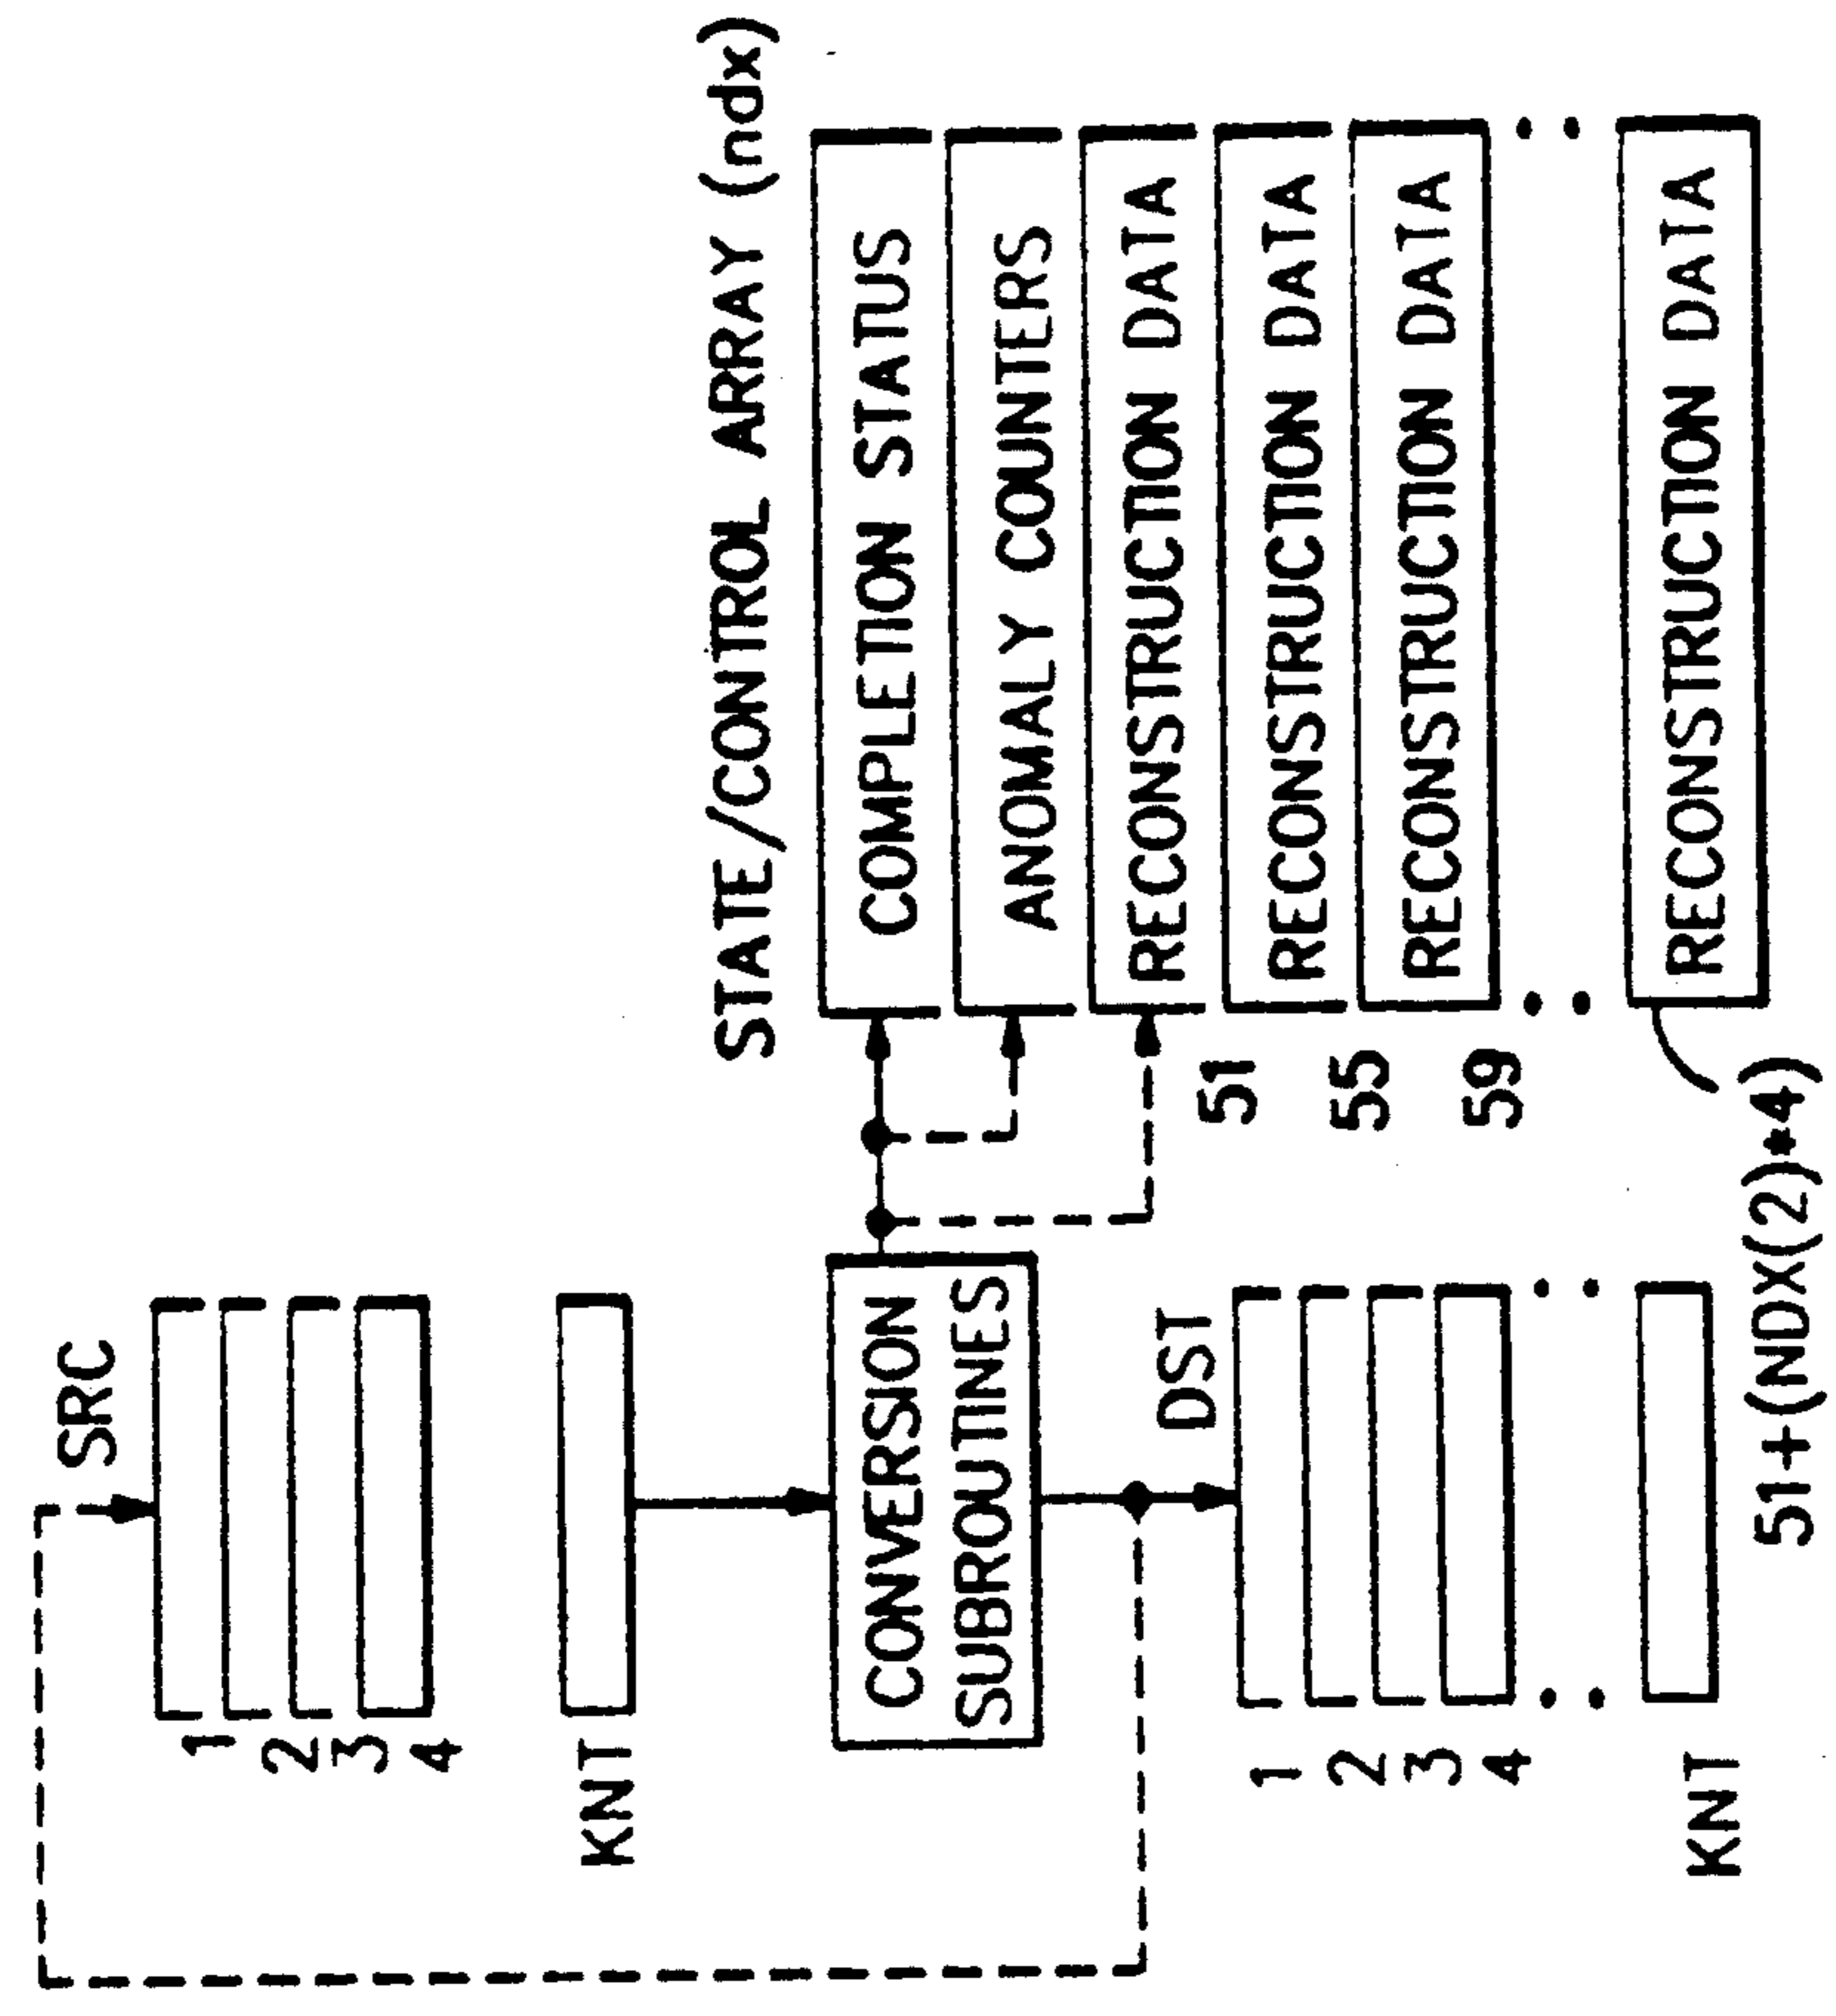 STATE/CONTROL ARRAY (ndx)
COMPLETION STATUS
ANOMALY COUNTERS
RECONSTRUCTION DATA
51
RECONSTRUCTION DATA
55
RECONSTRUCTION DATA
59
RECONSTRUCTION DATA
51+(NDX(2)*4)
SRC
1
2
3
4
KNT
CONVERSION
SUBROUTINES
DST
1
2
3
4
KNT